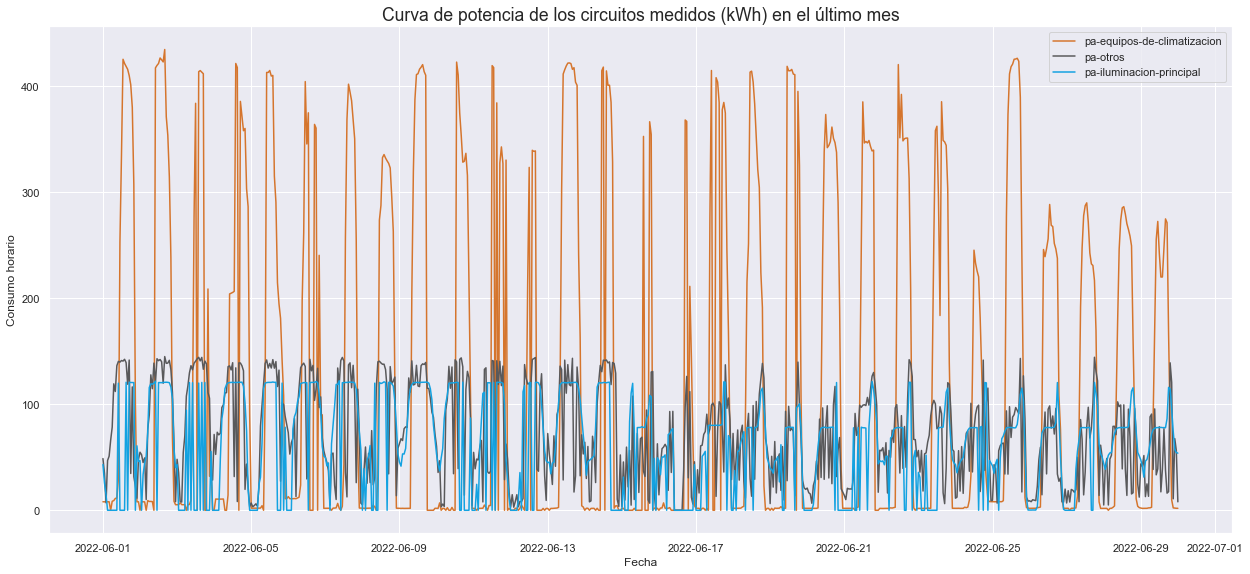 Curva de potencia de los circuitos medidos (kWh) en el último mes
pa-equipos-de-climatizacion
pa-otros
pa-iluminacion-principal
Consumo horario
400
300
200
100
0
2022-06-01
2022-06-05
2022-06-09
2022-06-13
2022-06-17
2022-06-21
2022-06-25
2022-06-29
2022-07-01
Fecha